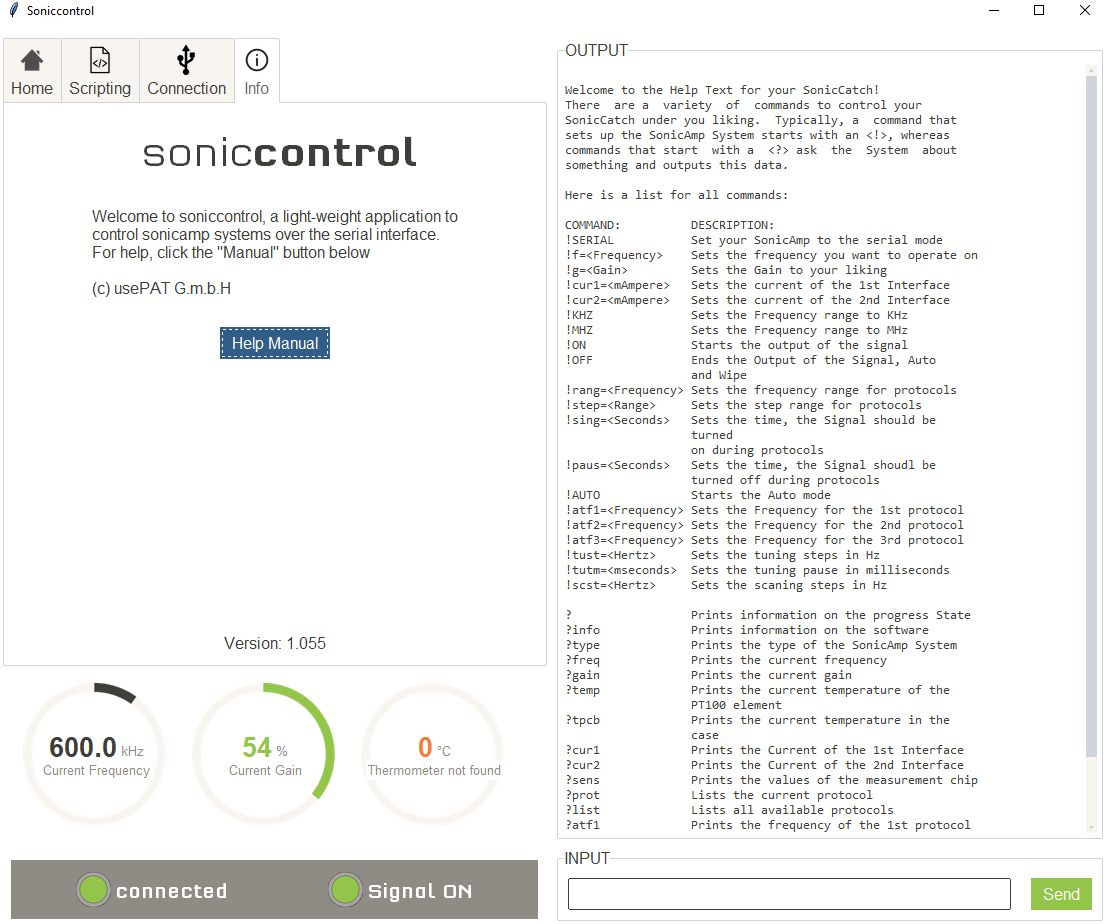 Soniccontrol
Home
Scripting
Connection
Info
soniccontrol
Welcome to soniccontrol, a light-weight application to
control sonicamp systems over the serial interface.
For help, click the "Manual" button below
(c) usePAT G.m.b.H
Help Manual
Version: 1.055
600.0 kHz
Current Frequency
54 %
Current Gain
0 °C
Thermometer not found
connected
Signal ON
OUTPUT
Welcome to the Help Text for your SonicCatch!
There are a variety of commands to control your
SonicCatch under you liking. Typically, a command that
sets up the SonicAmp System starts with an <!>, whereas
commands that start with a <?> ask the System about
something and outputs this data.
Here is a list for all commands:
COMMAND: DESCRIPTION:
!SERIAL Set your SonicAmp to the serial mode
!f=<Frequency> Sets the frequency you want to operate on
!g=<Gain> Sets the Gain to your liking
!cur1=<mAmpere> Sets the current of the 1st Interface
!cur2=<mAmpere> Sets the current of the 2nd Interface
!KHZ Sets the Frequency range to KHz
!MHZ Sets the Frequency range to MHz
!ON Starts the output of the signal
!OFF Ends the Output of the Signal, Auto
and Wipe
!rang=<Frequency> Sets the frequency range for protocols
!step=<Range> Sets the step range for protocols
!sing=<Seconds> Sets the time, the Signal should be
turned
on during protocols
!paus=<Seconds> Sets the time, the Signal shoudl be
turned off during protocols
!AUTO Starts the Auto mode
!atf1=<Frequency> Sets the Frequency for the 1st protocol
!atf2=<Frequency> Sets the Frequency for the 2nd protocol
!atf3=<Frequency> Sets the Frequency for the 3rd protocol
!tust=<Hertz> Sets the tuning steps in Hz
!tutm=<mseconds> Sets the tuning pause in milliseconds
!scst=<Hertz> Sets the scaning steps in Hz
? Prints information on the progress State
?info Prints information on the software
?type Prints the type of the SonicAmp System
?freq Prints the current frequency
?gain Prints the current gain
?temp Prints the current temperature of the
PT100 element
?tpcb Prints the current temperature in the
case
?cur1 Prints the Current of the 1st Interface
?cur2 Prints the Current of the 2nd Interface
?sens Prints the values of the measurement chip
?prot Lists the current protocol
?list Lists all available protocols
?atf1 Prints the frequency of the 1st protocol
INPUT
Send